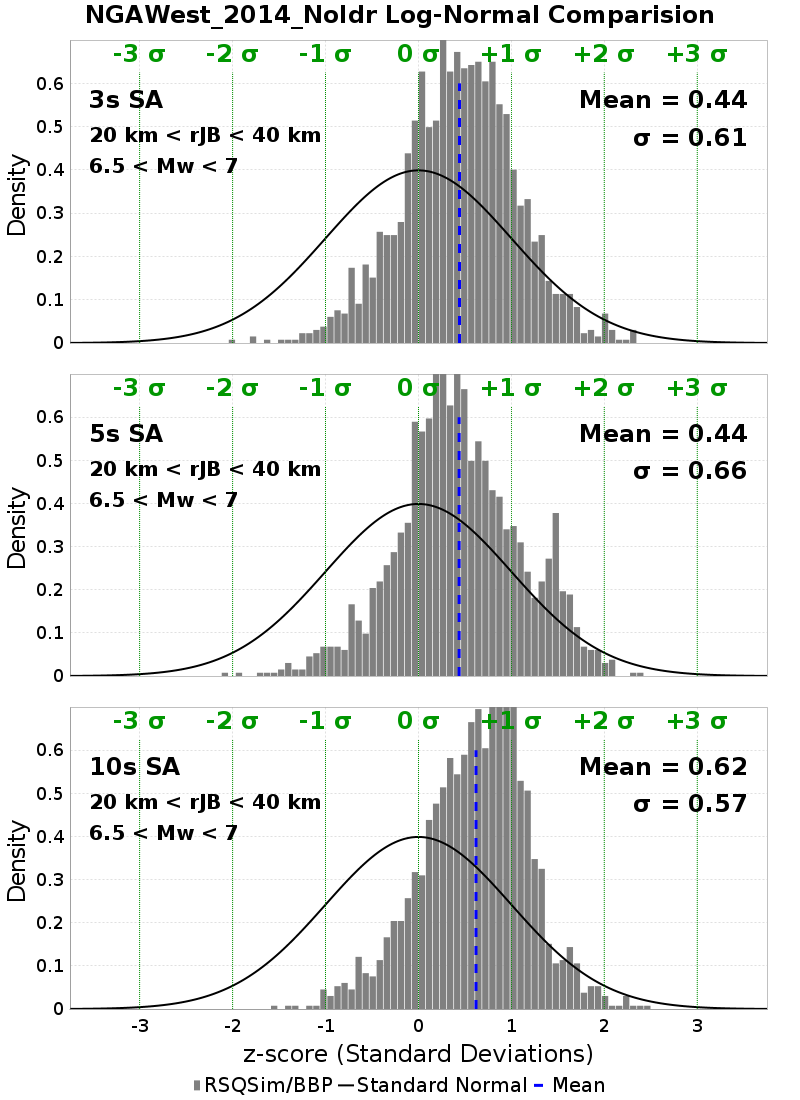 NGAWest_2014_NoIdr Log-Normal Comparision
-3 σ -2 σ -1 σ 0 σ +1 σ +2 σ +3 σ
3s SA
20 km < rJB < 40 km
6.5 < Mw < 7
Mean = 0.44
σ = 0.61
Density
0.6
0.5
0.4
0.3
0.2
0.1
0
-3 σ -2 σ -1 σ 0 σ +1 σ +2 σ +3 σ
5s SA
20 km < rJB < 40 km
6.5 < Mw < 7
Mean = 0.44
σ = 0.66
Density
0.6
0.5
0.4
0.3
0.2
0.1
0
-3 σ -2 σ -1 σ 0 σ +1 σ +2 σ +3 σ
10s SA
20 km < rJB < 40 km
6.5 < Mw < 7
Mean = 0.62
σ = 0.57
Density
0.6
0.5
0.4
0.3
0.2
0.1
0
-3 -2 -1 0 1 2 3
z-score (Standard Deviations)
RSQSim/BBP Standard Normal Mean